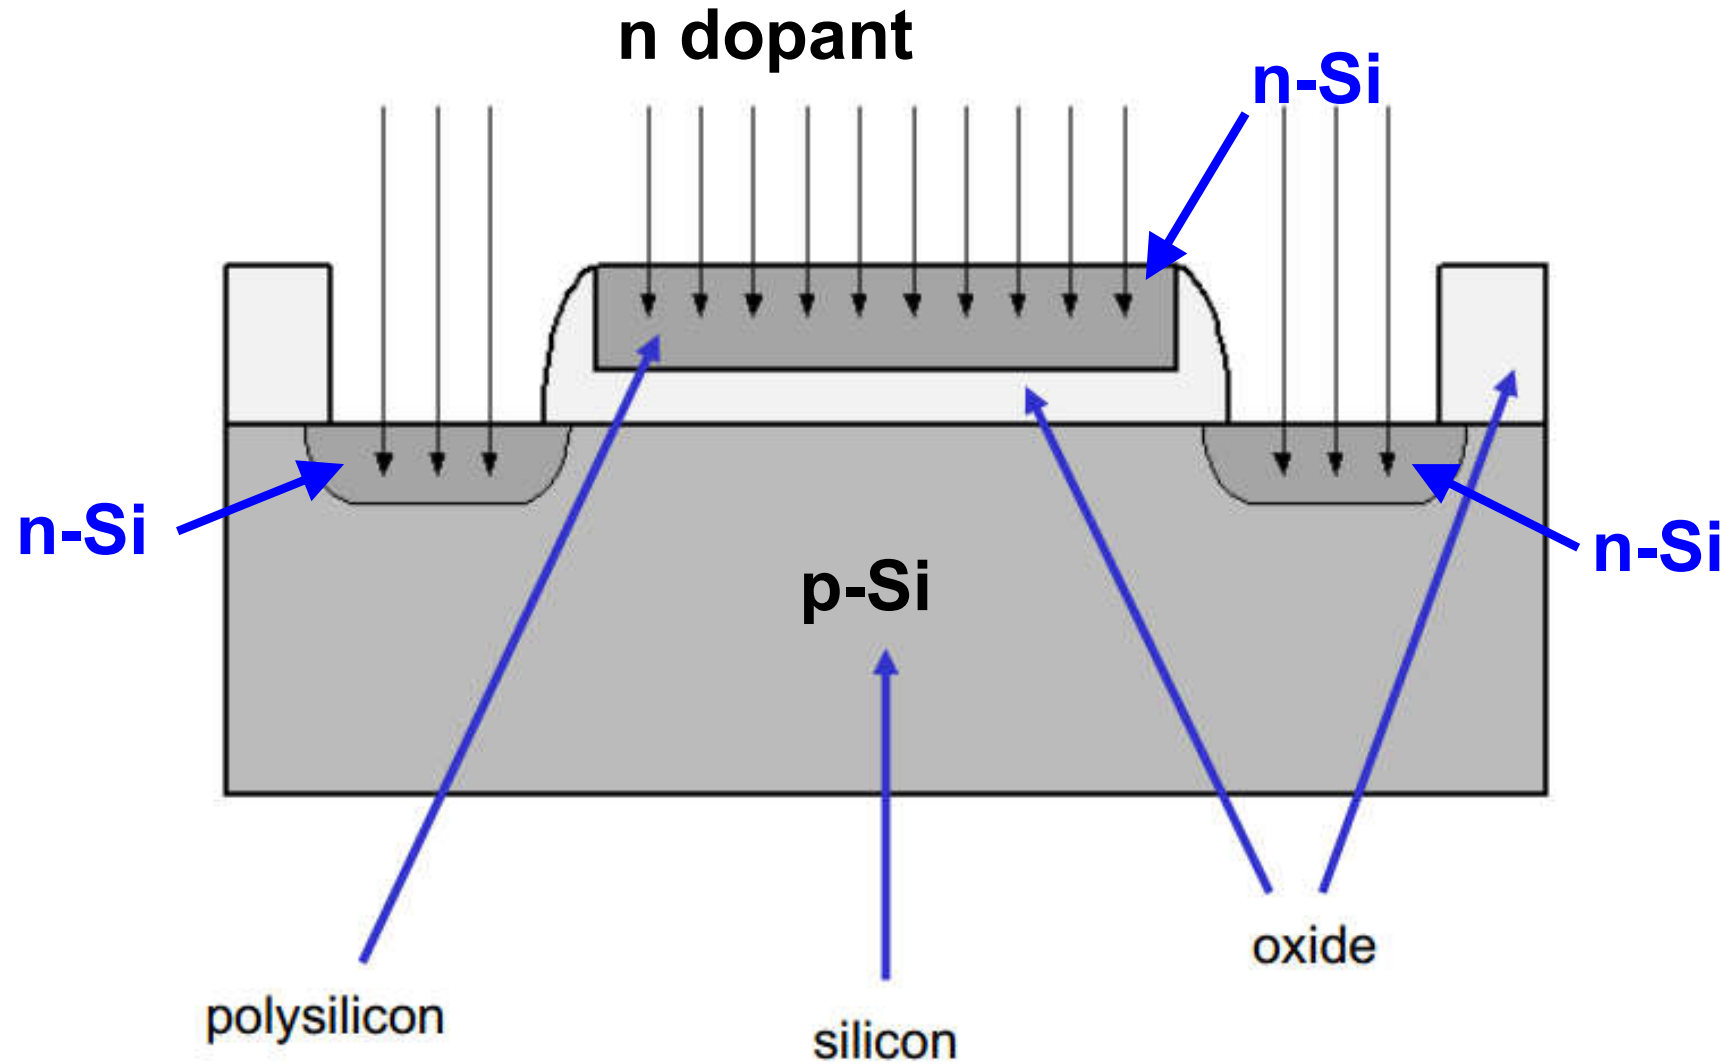 n dopant
n-Si
n-Si
n-Si
p-Si
oxide
polysilicon
silicon